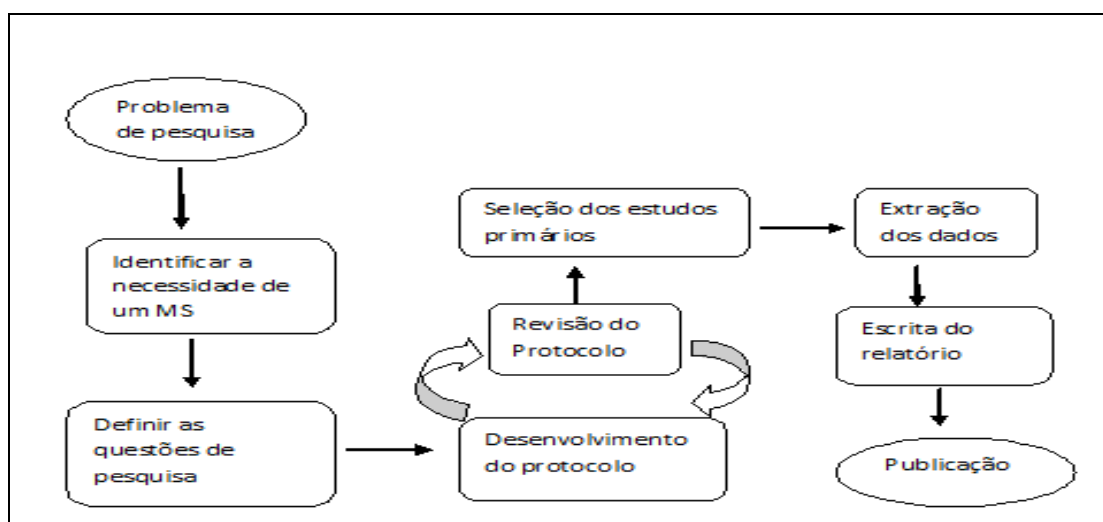 Problema
de pesquisa
Identificar a
necessidade de
um MS
Definir as
questões de
pesquisa
Desenvolvimento
do protocolo
Revisão do
Protocolo
Seleção dos estudos
primários
Extração
dos dados
Escrita do
relatório
Publicação